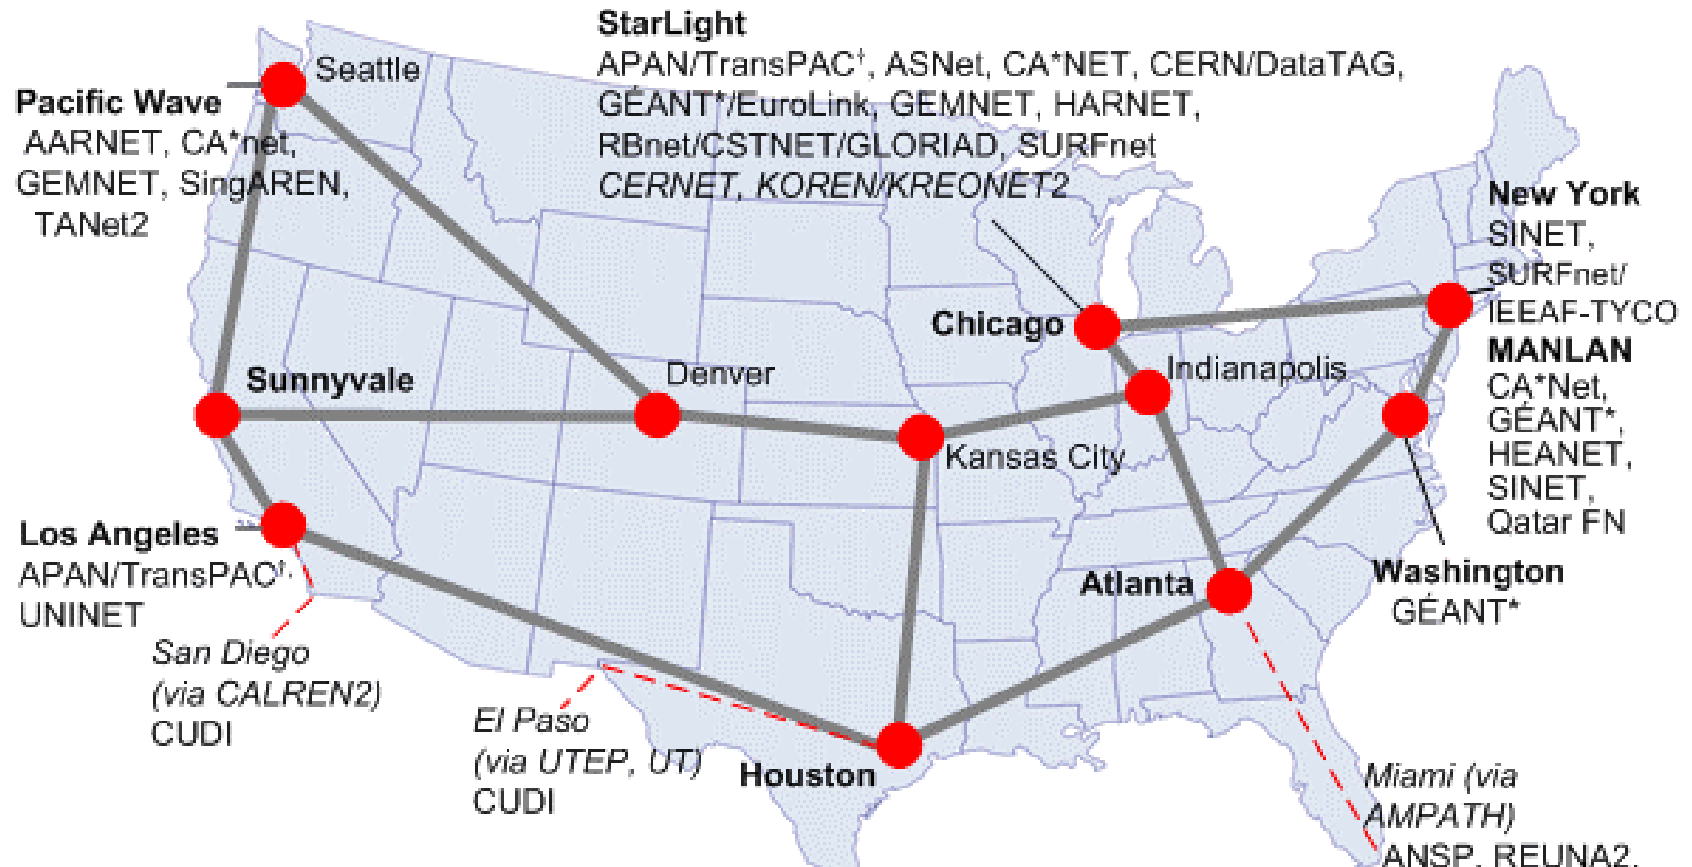 StarLight
APAN/TransPAC†, ASNet, CA*NET, CERN/DataTAG,
GÉANT*/EuroLink, GEMNET, HARNET,
RBnet/CSTNET/GLORIAD, SURFnet
CERNET, KOREN/KREONET2
Seattle
Pacific Wave
AARNET, CA*net,
GEMNET, SingAREN,
TANet2
New York
SINET,
SURFnet/
IEEAF-TYCO
MANLAN
CA*Net,
GÉANT*,
HEANET,
SINET,
Qatar FN
Chicago
Indianapolis
Sunnyvale
Denver
Kansas City
Los Angeles
APAN/TransPAC†,
UNINET
San Diego
(via CALREN2)
CUDI
Atlanta
Washington
GÉANT*
El Paso
(via UTEP, UT)
CUDI
Houston
Miami (via
AMPATH)
ANSP, REUNA2,